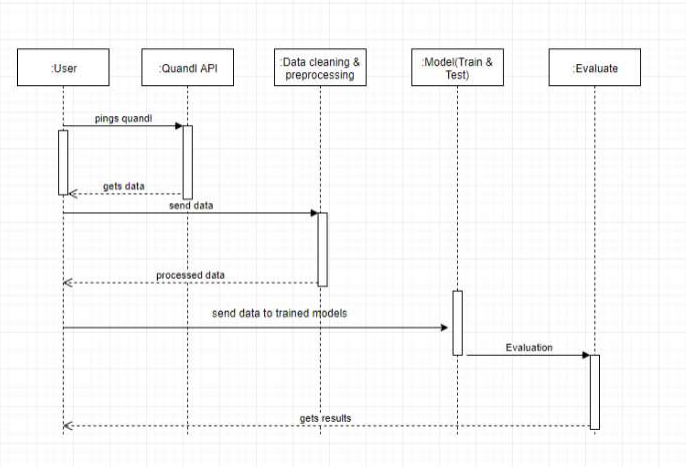 :User
:Quandl API
:Data cleaning &
preprocessing
:Model(Train &
Test)
:Evaluate
pings quandl
gets data
send data
processed data
send data to trained models
Evaluation
gets results